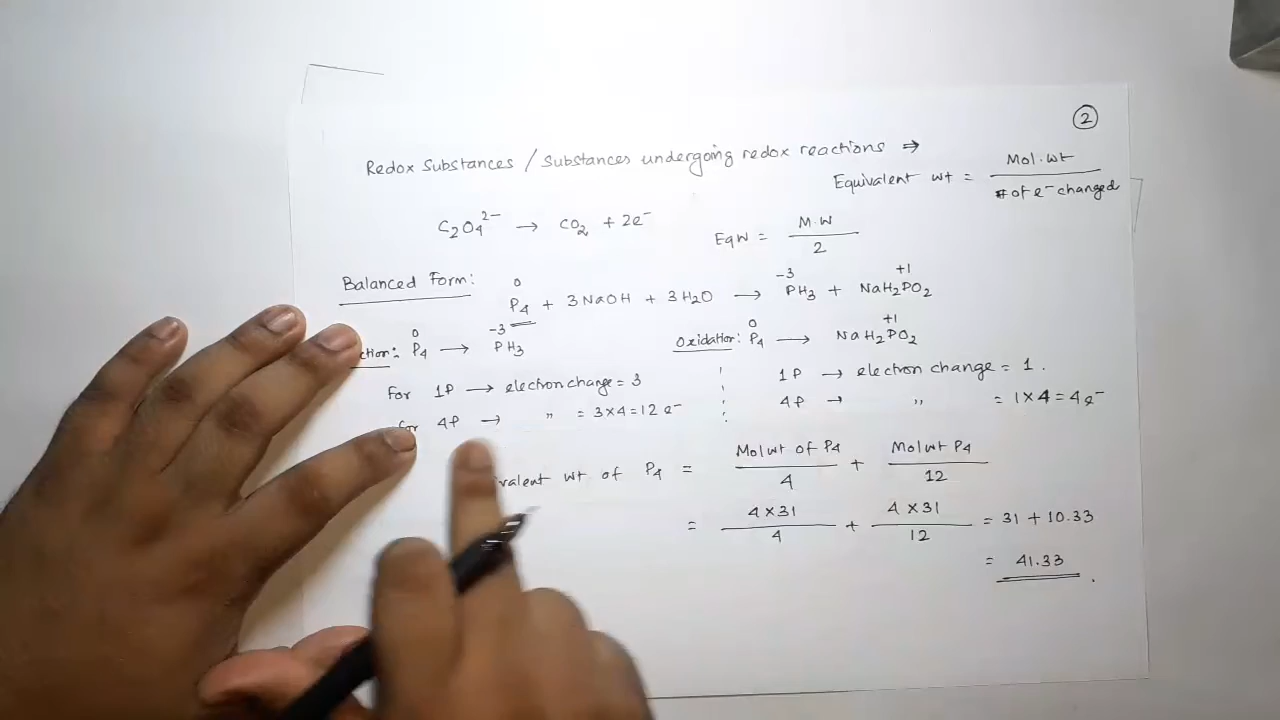 ②
Redox Substances / Substances undergoing redox reactions →
Equivalent wt = Mol.wt / # of e⁻ changed
C₂O₄²⁻ → CO₂ + 2e⁻
EqW = M.W / 2
Balanced Form:
0 -3 +1
P₄ + 3NaOH + 3H₂O → PH₃ + NaH₂PO₂
0 -3
ction: P₄ → PH₃
0 +1
Oxidation: P₄ → NaH₂PO₂
For 1P → electron change = 3
for 4P → " = 3×4=12 e⁻
1P → electron change = 1.
4P → " = 1×4=4e⁻
ivalent wt of P₄ = Mol wt of P₄ / 4 + Mol wt P₄ / 12
= 4×31 / 4 + 4×31 / 12 = 31 + 10.33
= 41.33.